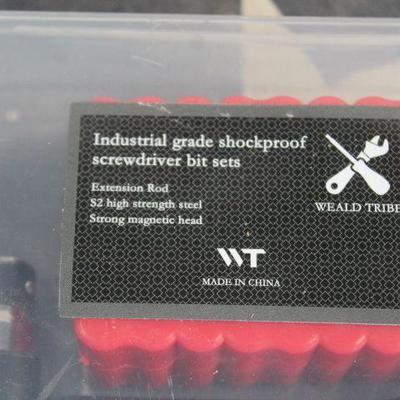 Industrial grade shockproof
screwdriver bit sets
Extension Rod
S2 high strength steel
Strong magnetic head
WEALD TRIBE
WT
MADE IN CHINA